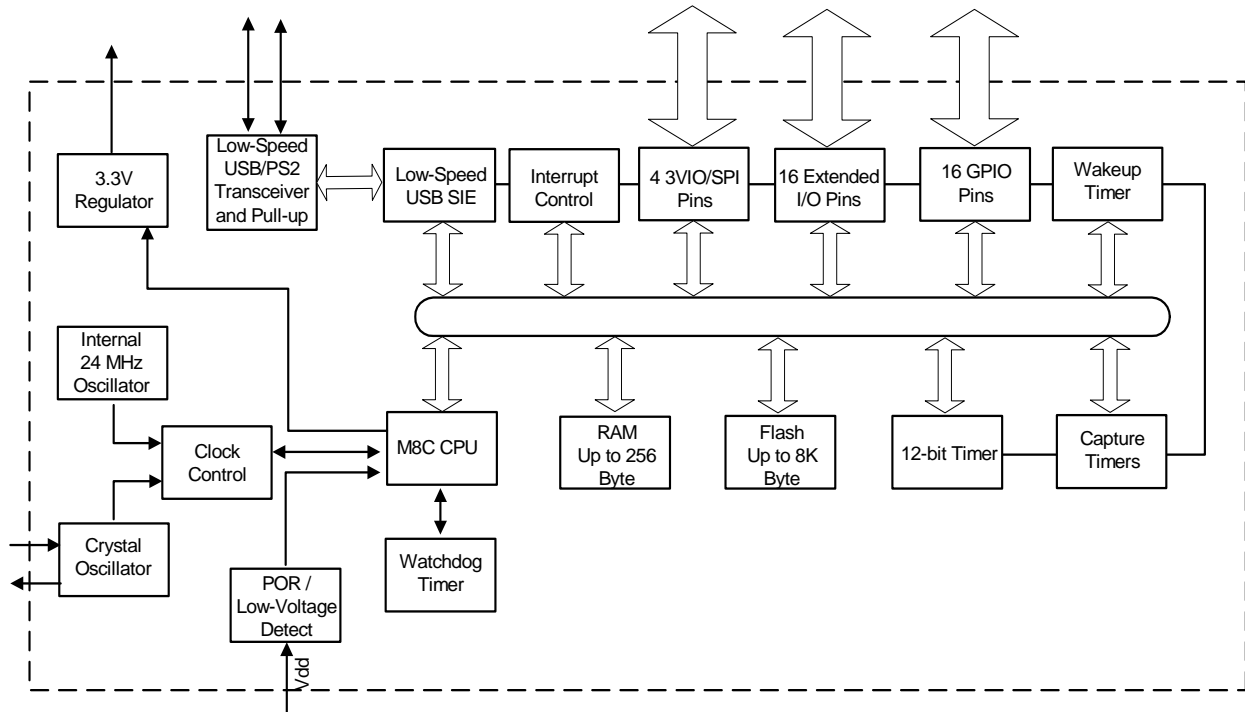 3.3V
Regulator
Low-Speed
USB/PS2
Transceiver
and Pull-up
Low-Speed
USB SIE
Interrupt
Control
4 3VIO/SPI
Pins
16 Extended
I/O Pins
16 GPIO
Pins
Wakeup
Timer
Internal
24 MHz
Oscillator
Clock
Control
Crystal
Oscillator
POR /
Low-Voltage
Detect
Vdd
M8C CPU
Watchdog
Timer
RAM
Up to 256
Byte
Flash
Up to 8K
Byte
12-bit Timer
Capture
Timers